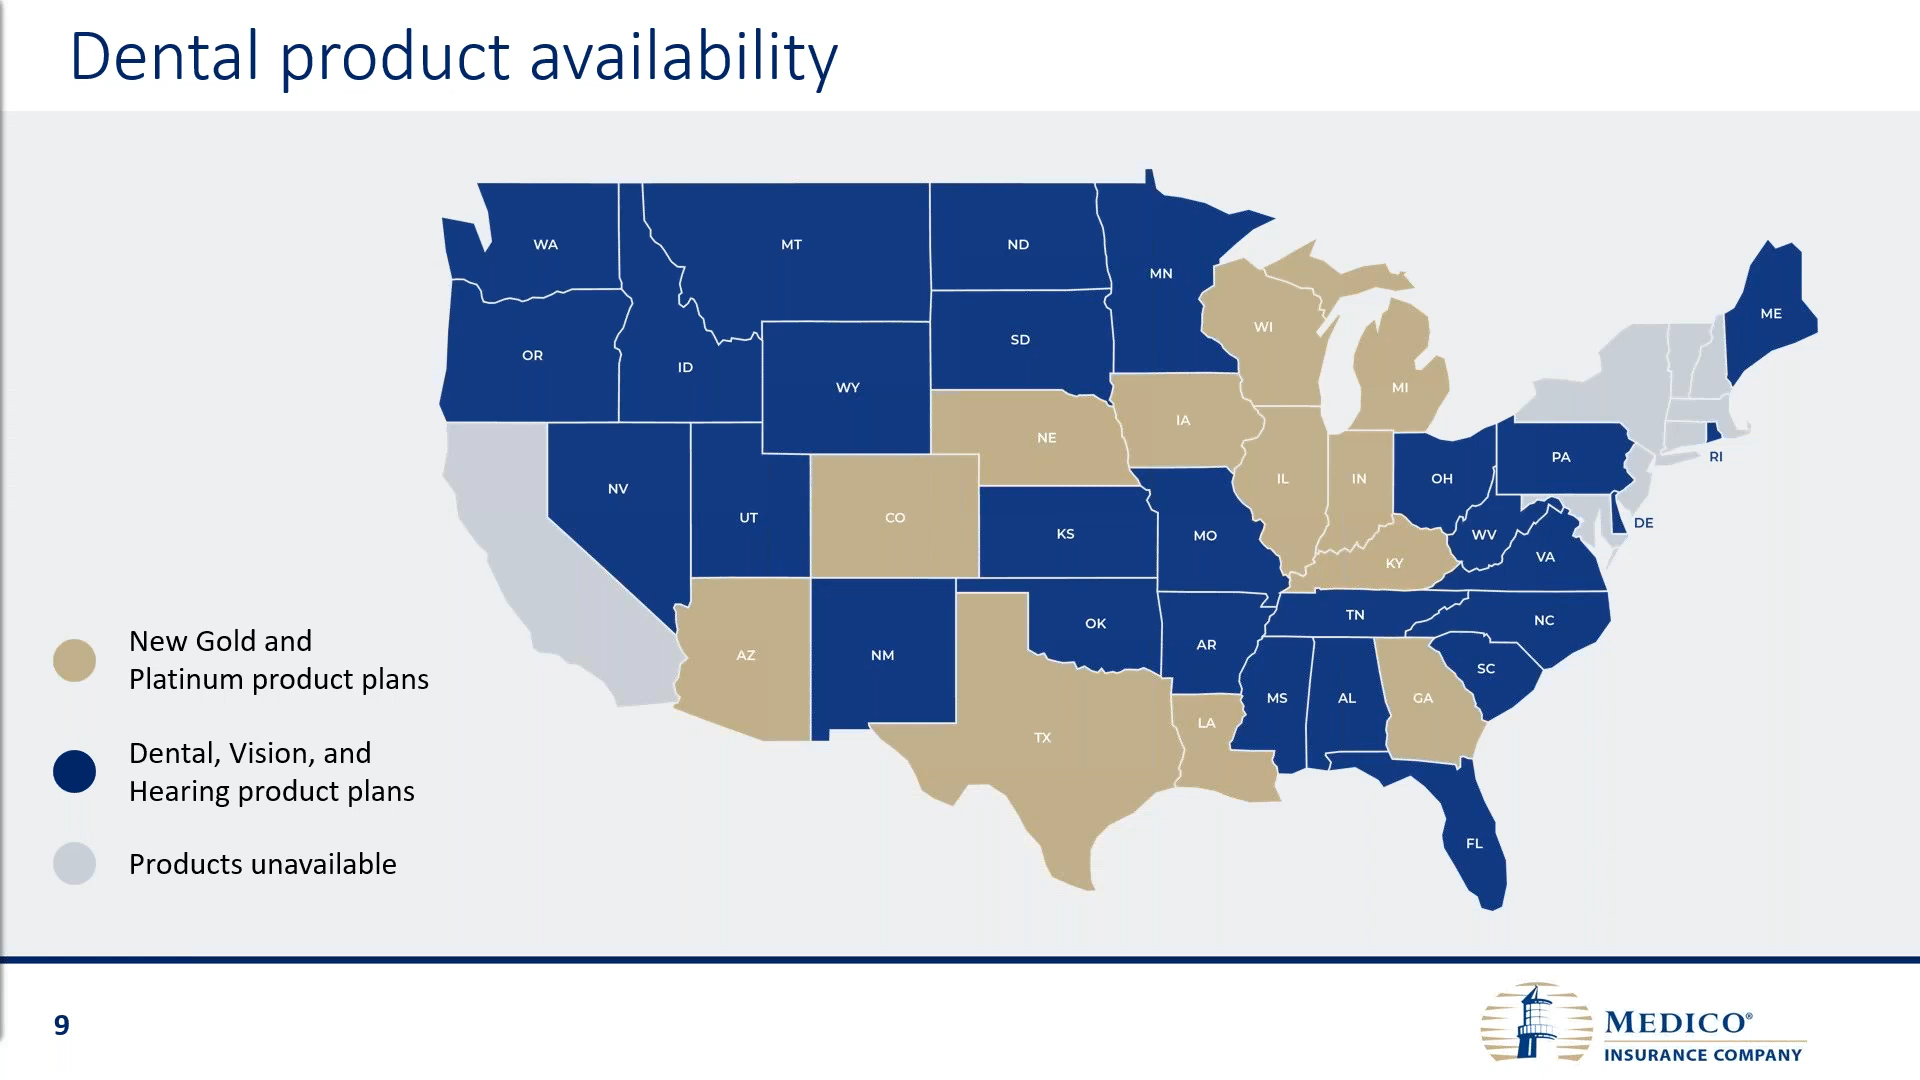 Dental product availability
WA
MT
ND
MN
ME
OR
ID
WY
SD
WI
MI
NV
UT
CO
NE
IA
IL
IN
OH
PA
RI
KS
MO
KY
WV
VA
DE
AZ
NM
OK
AR
TN
NC
TX
LA
MS
AL
GA
SC
FL
New Gold and
Platinum product plans
Dental, Vision, and
Hearing product plans
Products unavailable
9
MEDICO®
INSURANCE COMPANY